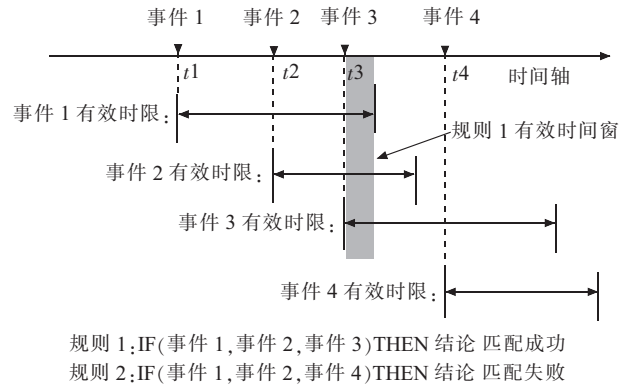 事件 1 事件 2 事件 3 事件 4
t1 t2 t3 t4 时间轴
事件 1 有效时限:
规则 1 有效时间窗
事件 2 有效时限:
事件 3 有效时限:
事件 4 有效时限:
规则 1:IF(事件 1,事件 2,事件 3)THEN 结论 匹配成功
规则 2:IF(事件 1,事件 2,事件 4)THEN 结论 匹配失败